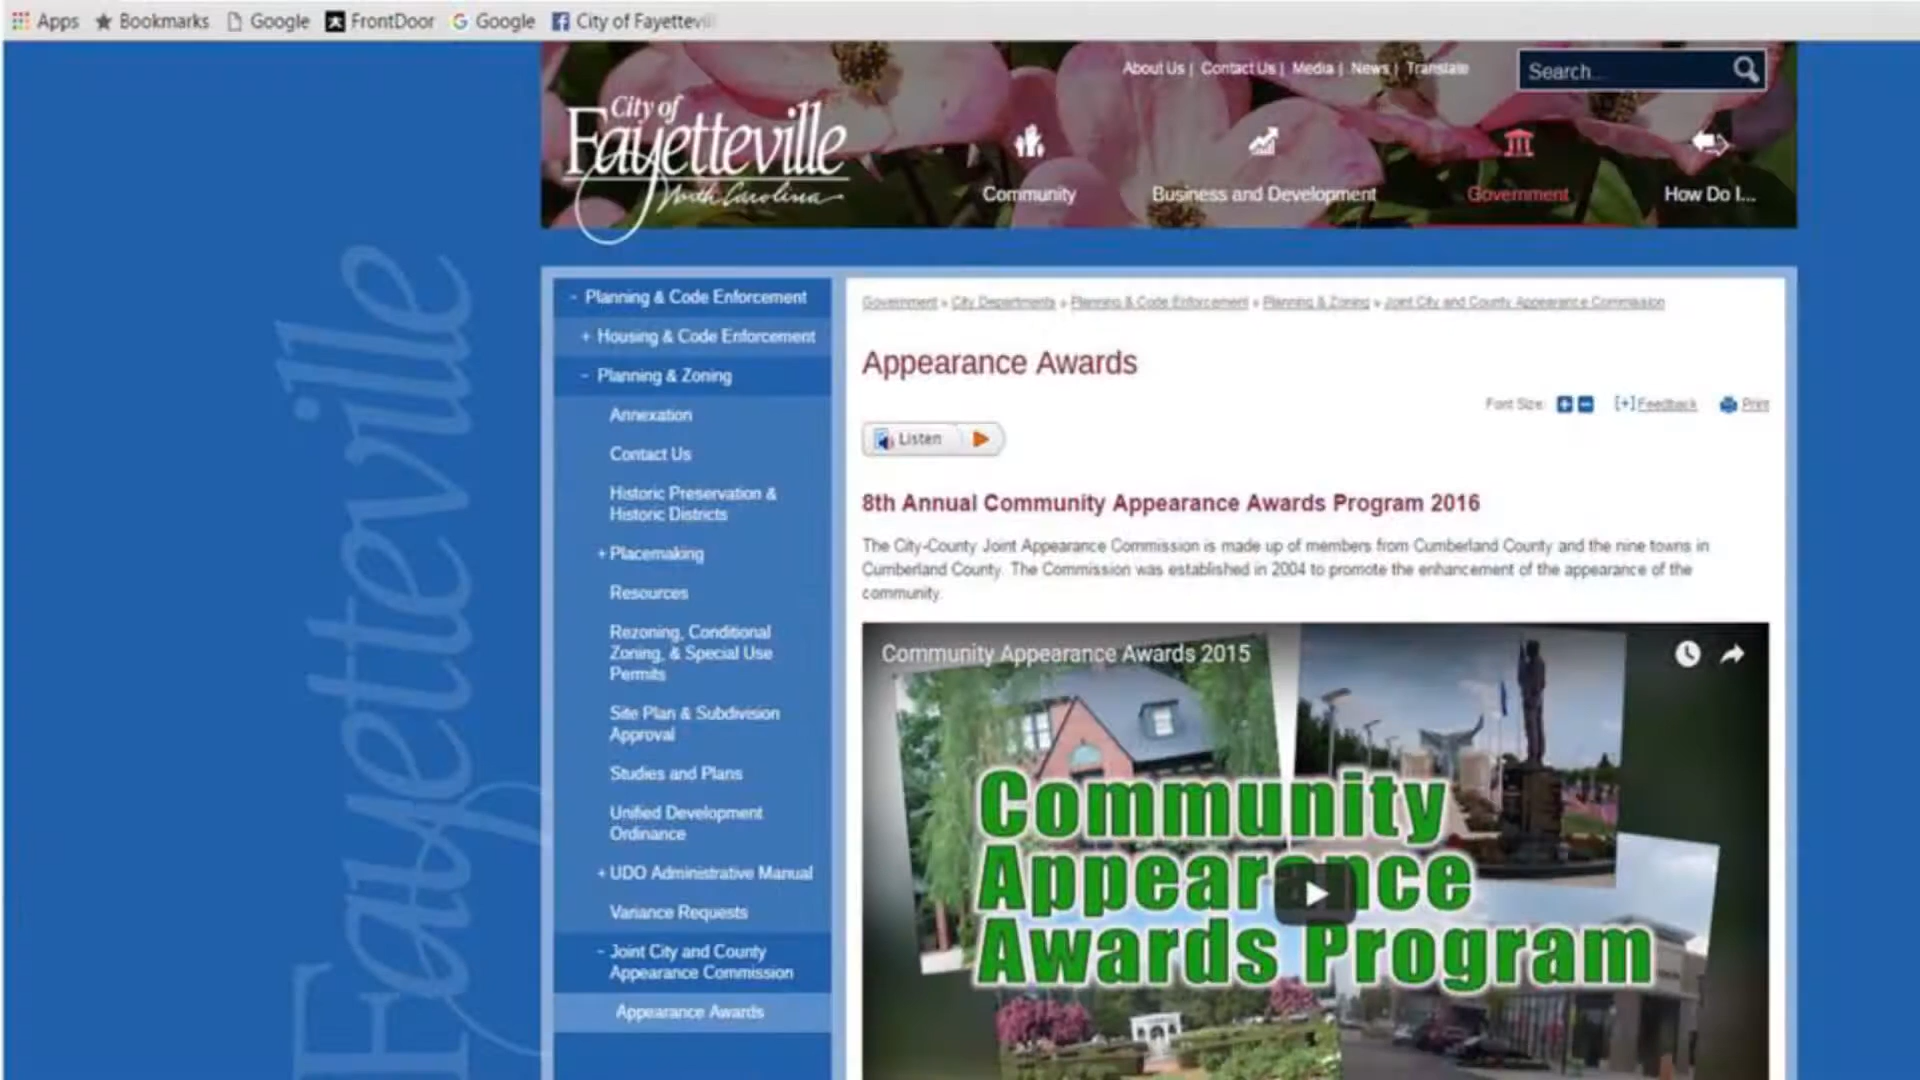 Apps Bookmarks Google FrontDoor Google City of Fayettevil
About Us | Contact Us | Media | News | Translate
Search...
City of
Fayetteville
North Carolina
Community Business and Development Government How Do I...
Fayetteville
- Planning & Code Enforcement
+ Housing & Code Enforcement
- Planning & Zoning
Annexation
Contact Us
Historic Preservation &
Historic Districts
+ Placemaking
Resources
Rezoning, Conditional
Zoning, & Special Use
Permits
Site Plan & Subdivision
Approval
Studies and Plans
Unified Development
Ordinance
+ UDO Administrative Manual
Variance Requests
- Joint City and County
Appearance Commission
Appearance Awards
Government » City Departments » Planning & Code Enforcement » Planning & Zoning » Joint City and County Appearance Commission
Appearance Awards
Font Size: + - [+] Feedback Print
Listen
8th Annual Community Appearance Awards Program 2016
The City-County Joint Appearance Commission is made up of members from Cumberland County and the nine towns in
Cumberland County. The Commission was established in 2004 to promote the enhancement of the appearance of the
community.
Community Appearance Awards 2015
Community
Appearance
Awards Program